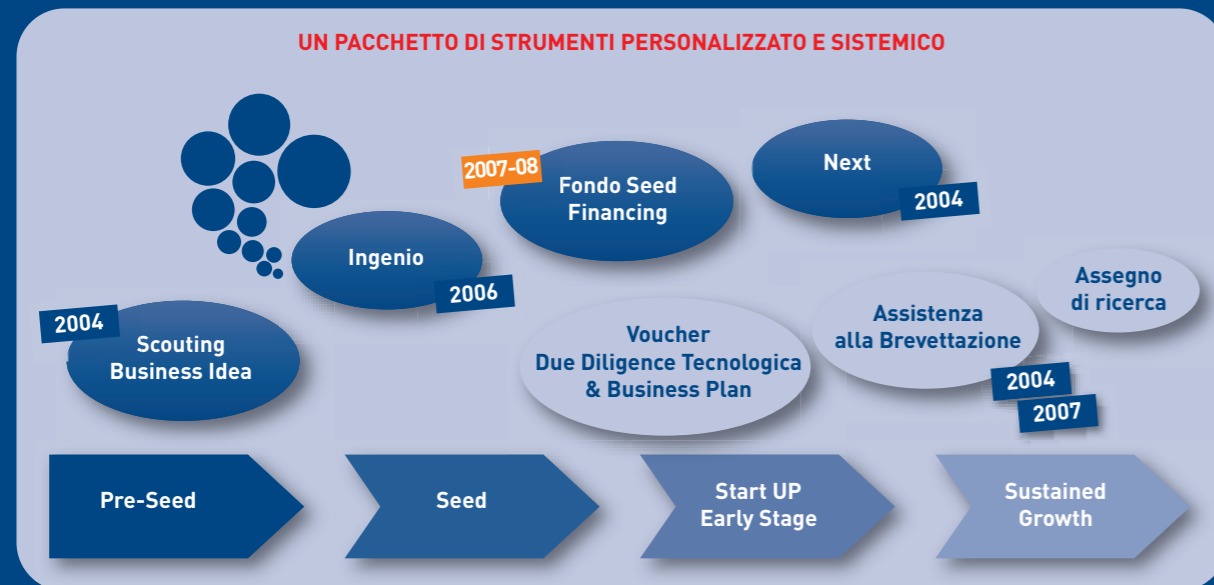 UN PACCHETTO DI STRUMENTI PERSONALIZZATO E SISTEMICO
2004
Scouting
Business Idea
Ingenio
2006
2007-08
Fondo Seed
Financing
Next
2004
Voucher
Due Diligence Tecnologica
& Business Plan
Assistenza
alla Brevettazione
2004
2007
Assegno
di ricerca
Pre-Seed
Seed
Start UP
Early Stage
Sustained
Growth